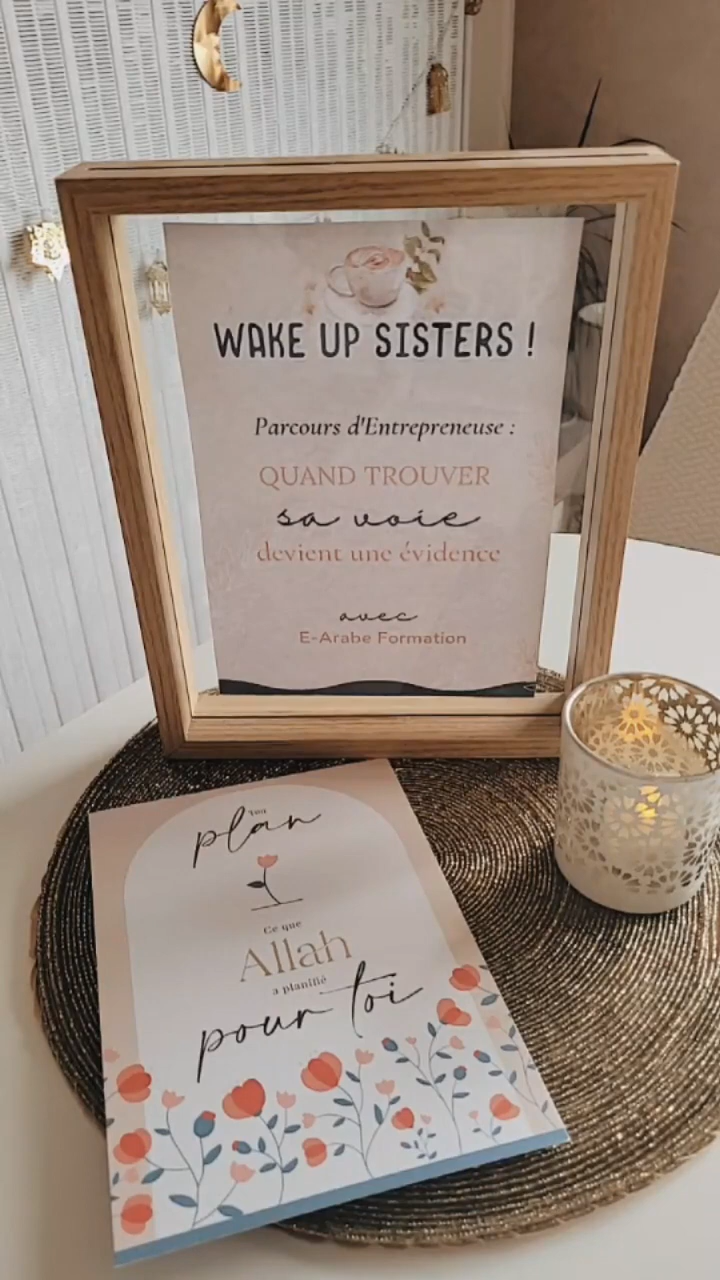 WAKE UP SISTERS !
Parcours d'Entrepreneuse :
QUAND TROUVER
sa voie
devient une évidence
avec
E-Arabe Formation
Ton
plan
Ce que
Allah
a planifié
pour toi